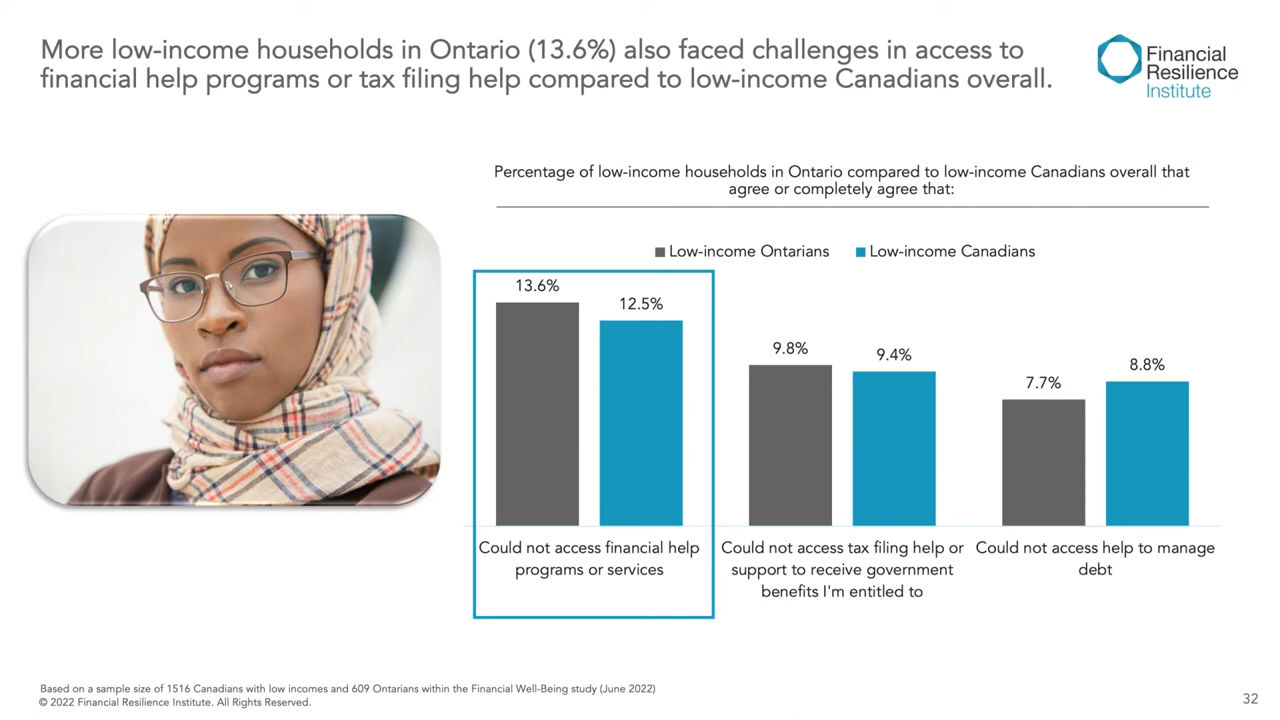 More low-income households in Ontario (13.6%) also faced challenges in access to
financial help programs or tax filing help compared to low-income Canadians overall.
Financial
Resilience
Institute
Percentage of low-income households in Ontario compared to low-income Canadians overall that
agree or completely agree that:
Low-income Ontarians Low-income Canadians
13.6%
12.5%
9.8%
9.4%
7.7%
8.8%
Could not access financial help
programs or services
Could not access tax filing help or
support to receive government
benefits I'm entitled to
Could not access help to manage
debt
Based on a sample size of 1516 Canadians with low incomes and 609 Ontarians within the Financial Well-Being study (June 2022)
© 2022 Financial Resilience Institute. All Rights Reserved.
32